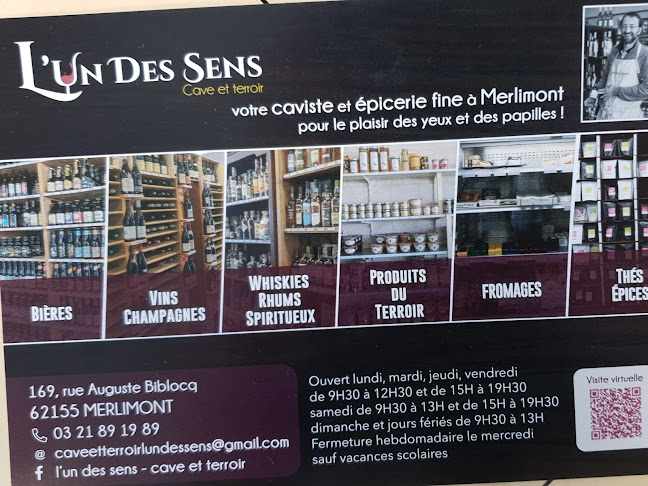 L'un Des Sens
Cave et terroir
votre caviste et épicerie fine à Merlimont
pour le plaisir des yeux et des papilles !
BIÈRES
VINS
CHAMPAGNES
WHISKIES
RHUMS
SPIRITUEUX
PRODUITS
DU
TERROIR
FROMAGES
THÉS
ÉPICES
169, rue Auguste Biblocq
62155 MERLIMONT
03 21 89 19 89
@ caveetterroirlundessens@gmail.com
f l'un des sens - cave et terroir
Ouvert lundi, mardi, jeudi, vendredi
de 9H30 à 12H30 et de 15H à 19H30
samedi de 9H30 à 13H et de 15H à 19H30
dimanche et jours fériés de 9H30 à 13H
Fermeture hebdomadaire le mercredi
sauf vacances scolaires
Visite virtuelle